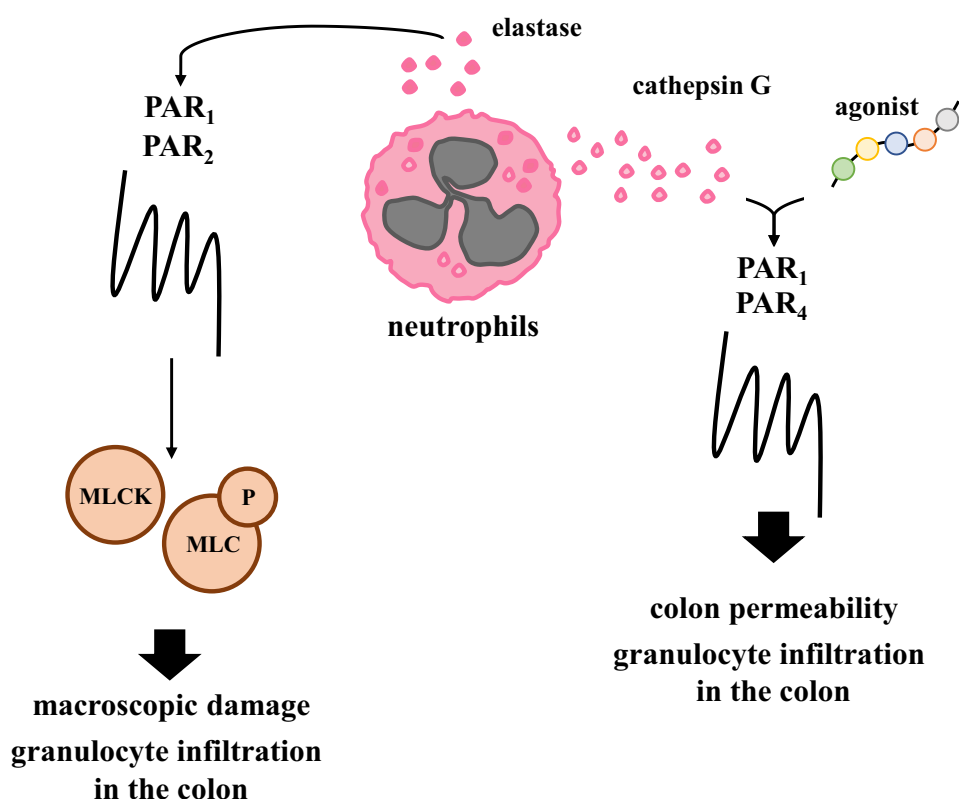 elastase
cathepsin G
agonist
PAR₁
PAR₂
neutrophils
PAR₁
PAR₄
MLCK
P
MLC
colon permeability
granulocyte infiltration
in the colon
macroscopic damage
granulocyte infiltration
in the colon